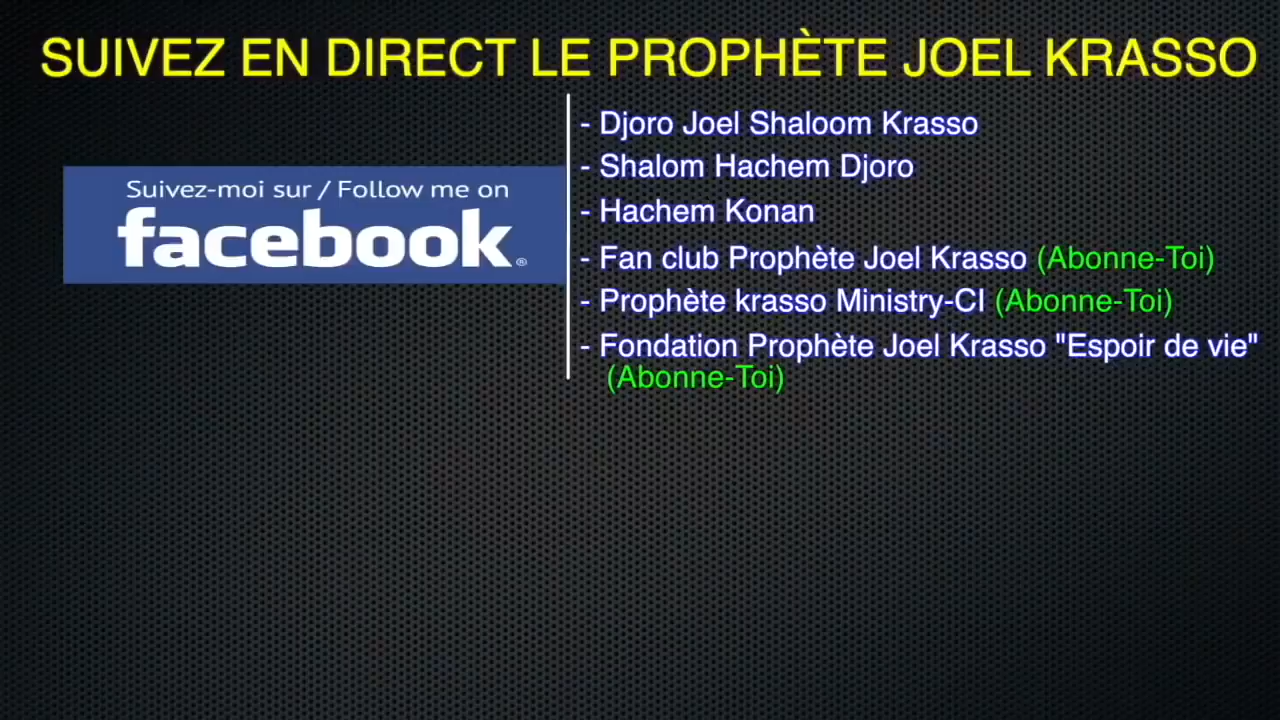 SUIVEZ EN DIRECT LE PROPHÈTE JOEL KRASSO
Suivez-moi sur / Follow me on
facebook®
- Djoro Joel Shaloom Krasso
- Shalom Hachem Djoro
- Hachem Konan
- Fan club Prophète Joel Krasso (Abonne-Toi)
- Prophète krasso Ministry-CI (Abonne-Toi)
- Fondation Prophète Joel Krasso "Espoir de vie"
(Abonne-Toi)